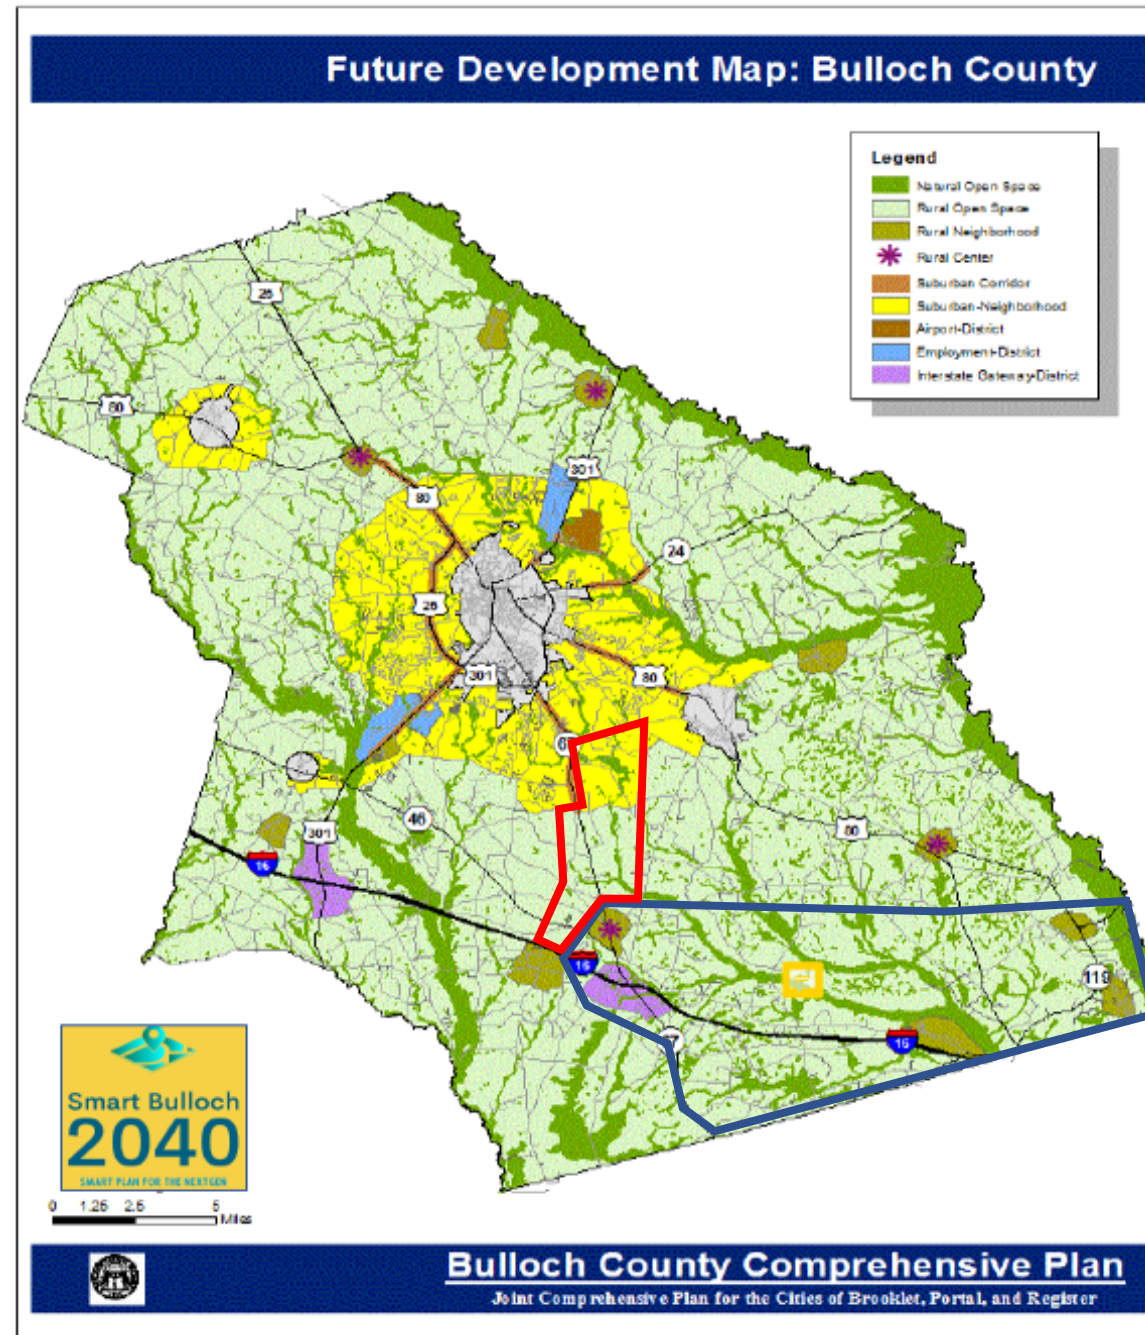 Future Development Map: Bulloch County
Legend
Natural Open Space
Rural Open Space
Rural Neighborhood
Rural Center
Suburban Corridor
Suburban-Neighborhood
Airport-District
Employment-District
Interstate Gateway-District
25
80
301
80
24
25
301
80
67
46
301
80
16
16
119
67
16
Smart Bulloch
2040
SMART PLAN FOR THE NEXTGEN
0 1.25 2.5 5
Miles
Bulloch County Comprehensive Plan
Joint Comprehensive Plan for the Cities of Brooklet, Portal, and Register